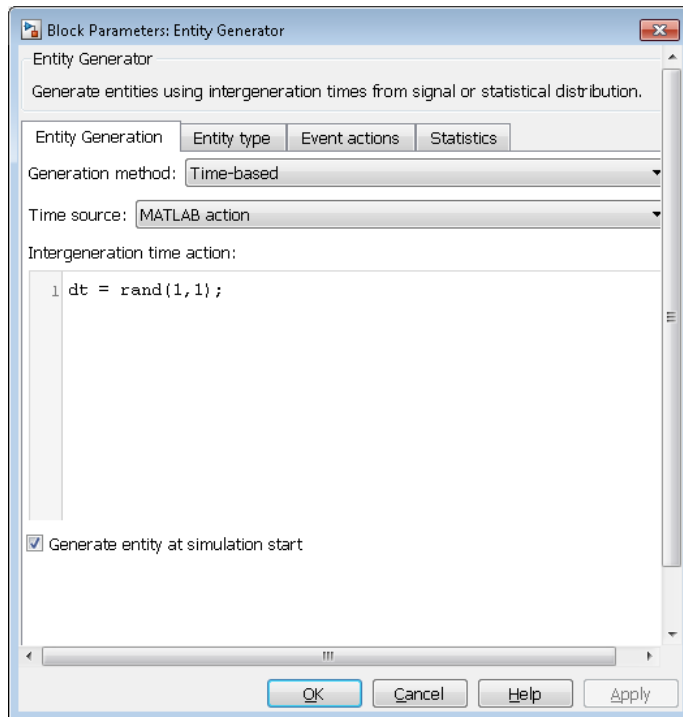 Block Parameters: Entity Generator
Entity Generator
Generate entities using intergeneration times from signal or statistical distribution.
Entity Generation Entity type Event actions Statistics
Generation method: Time-based
Time source: MATLAB action
Intergeneration time action:
1 dt = rand(1,1);
Generate entity at simulation start
OK Cancel Help Apply